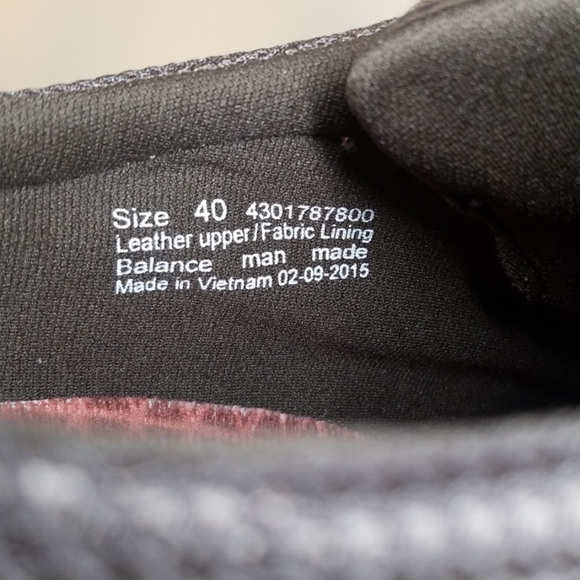 Size 40 4301787800
Leather upper/Fabric Lining
Balance man made
Made in Vietnam 02-09-2015